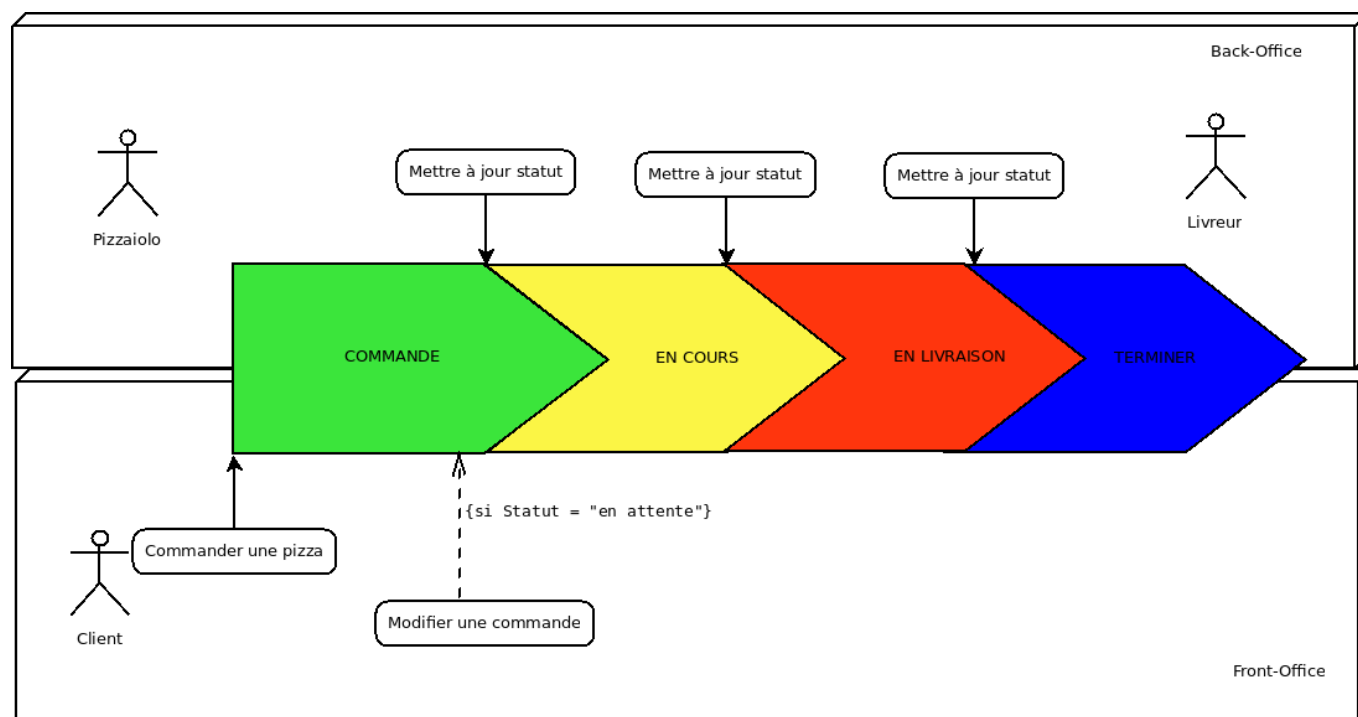 Back-Office
Pizzaiolo
Mettre à jour statut
Mettre à jour statut
Mettre à jour statut
Livreur
COMMANDE
EN COURS
EN LIVRAISON
TERMINER
{si Statut = "en attente"}
Commander une pizza
Client
Modifier une commande
Front-Office